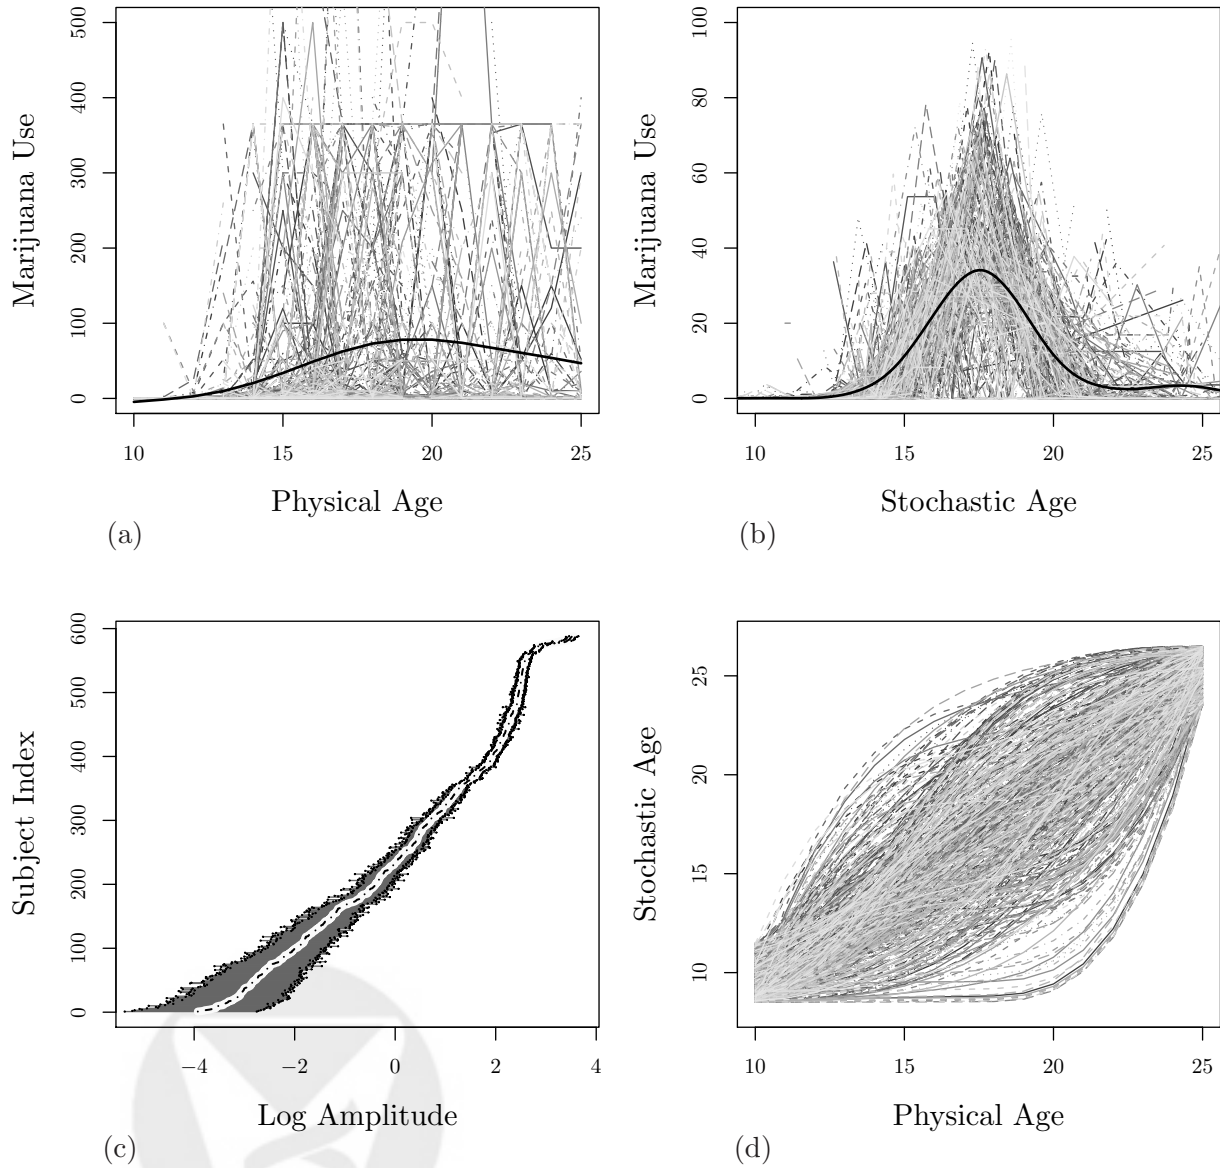 500
400
300
200
100
0
Marijuana Use
10 15 20 25
Physical Age
(a)
100
80
60
40
20
0
Marijuana Use
10 15 20 25
Stochastic Age
(b)
600
500
400
300
200
100
0
Subject Index
−4 −2 0 2 4
Log Amplitude
(c)
25
20
15
10
Stochastic Age
10 15 20 25
Physical Age
(d)